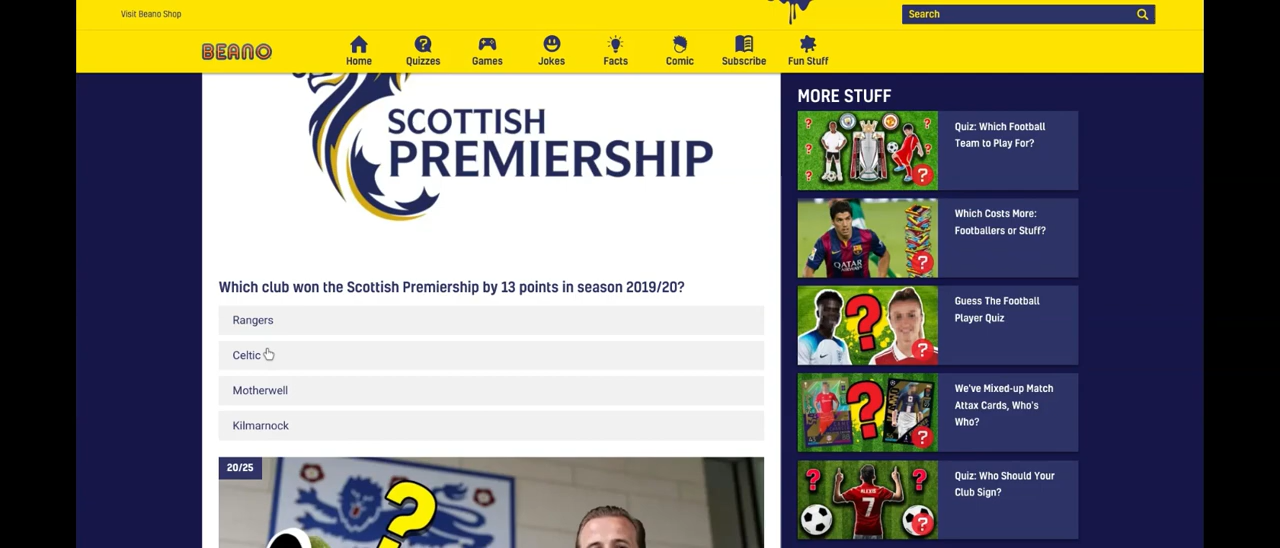 Visit Beano Shop
Search
BEANO
Home
Quizzes
Games
Jokes
Facts
Comic
Subscribe
Fun Stuff
SCOTTISH
PREMIERSHIP
Which club won the Scottish Premiership by 13 points in season 2019/20?
Rangers
Celtic
Motherwell
Kilmarnock
20/25
?
MORE STUFF
Quiz: Which Football
Team to Play For?
Which Costs More:
Footballers or Stuff?
QATAR
Guess The Football
Player Quiz
We've Mixed-up Match
Attax Cards, Who's
Who?
Quiz: Who Should Your
Club Sign?
ALEXIS
7